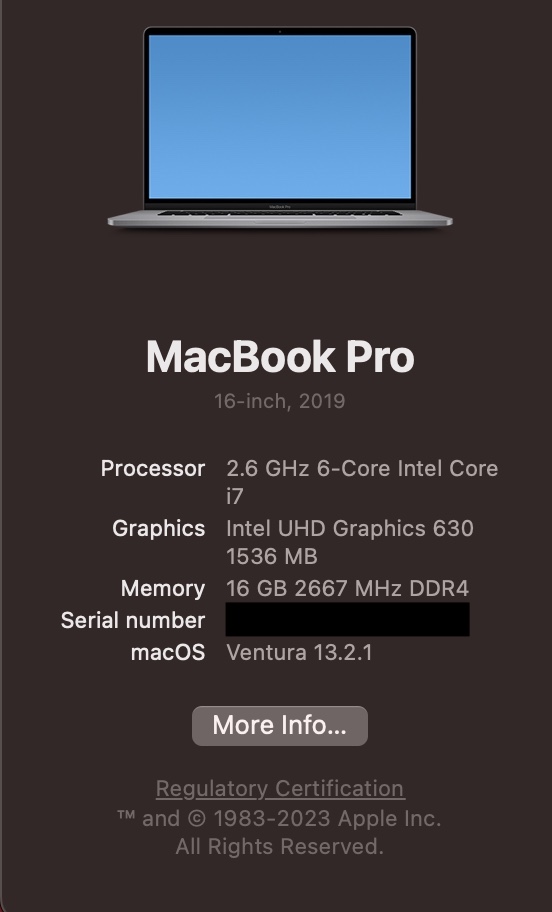 MacBook Pro
16-inch, 2019
Processor 2.6 GHz 6-Core Intel Core
i7
Graphics Intel UHD Graphics 630
1536 MB
Memory 16 GB 2667 MHz DDR4
Serial number
macOS Ventura 13.2.1
More Info...
Regulatory Certification
™ and © 1983-2023 Apple Inc.
All Rights Reserved.